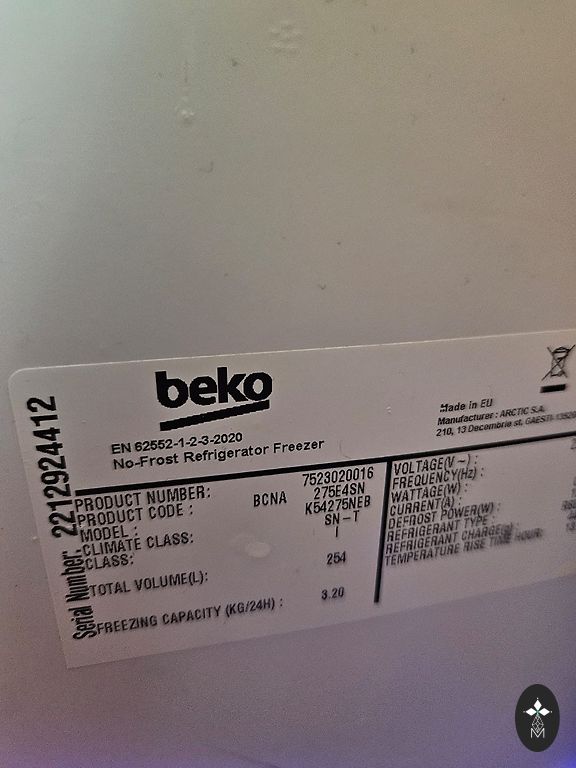 beko
EN 62552-1-2-3-2020
No-Frost Refrigerator Freezer
Made in EU
Manufacturer : ARCTIC S.A.
210, 13 Decembrie st, GAESTI-13520
Serial Number: 2212924412
PRODUCT NUMBER: 7523020016
PRODUCT CODE : BCNA 275E4SN
MODEL : K54275NEB
CLIMATE CLASS: SN-T
CLASS: I
TOTAL VOLUME(L): 254
FREEZING CAPACITY (KG/24H) : 3.20
VOLTAGE(V ~) :
FREQUENCY(Hz)
WATTAGE(W) :
CURRENT(A) :
DEFROST POWER(W) :
REFRIGERANT TYPE :
REFRIGERANT CHARGE(g) :
TEMPERATURE RISE TIME HOUR:
M